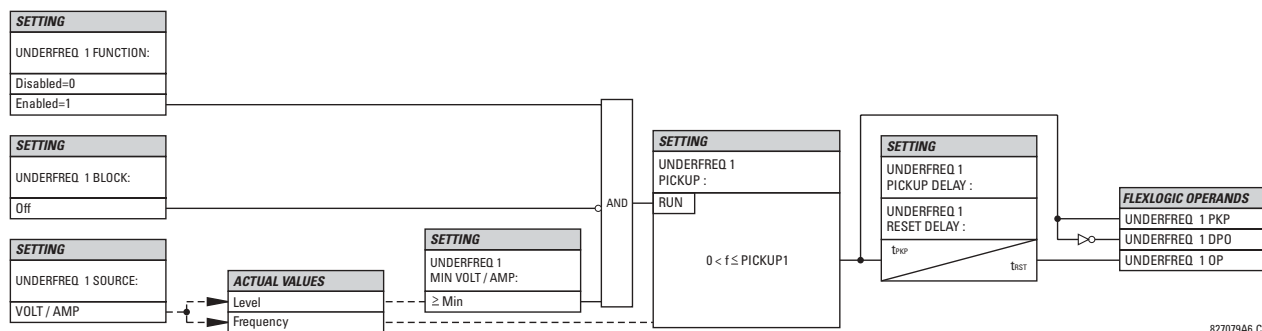 SETTING
UNDERFREQ 1 FUNCTION:
Disabled=0
Enabled=1
SETTING
UNDERFREQ 1 BLOCK:
Off
SETTING
UNDERFREQ 1 SOURCE:
VOLT / AMP
ACTUAL VALUES
Level
Frequency
SETTING
UNDERFREQ 1
MIN VOLT / AMP:
≥ Min
AND
SETTING
UNDERFREQ 1
PICKUP :
RUN
0 < f ≤ PICKUP1
SETTING
UNDERFREQ 1
PICKUP DELAY :
UNDERFREQ 1
RESET DELAY :
tPKP
tRST
FLEXLOGIC OPERANDS
UNDERFREQ 1 PKP
UNDERFREQ 1 DPO
UNDERFREQ 1 OP
827079A6.C